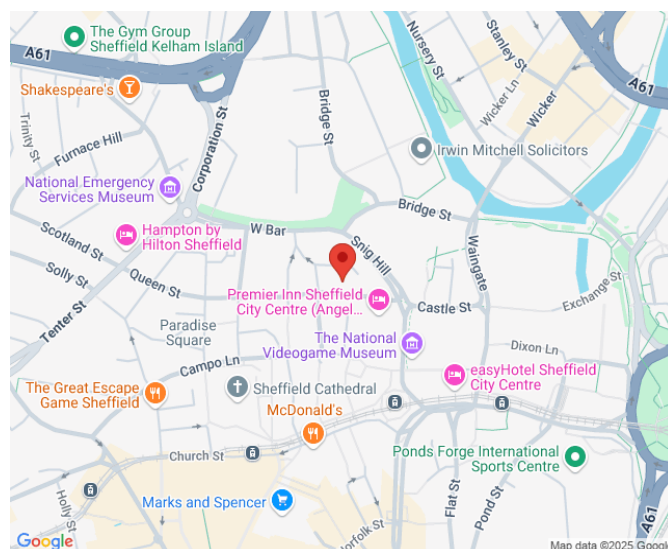 The Gym Group
Sheffield Kelham Island
A61
Shakespeare's
Trinity St
Furnace Hill
Corporation St
Bridge St
Nursery St
Stanley St
Wicker Ln
Wicker
A61
Irwin Mitchell Solicitors
National Emergency
Services Museum
Hampton by
Hilton Sheffield
Scotland St
Solly St
Queen St
Tenter St
W Bar
Snig Hill
Bridge St
Waingate
Exchange St
Premier Inn Sheffield
City Centre (Angel...
Castle St
Paradise
Square
The National
Videogame Museum
Dixon Ln
Campo Ln
easyHotel Sheffield
City Centre
The Great Escape
Game Sheffield
Sheffield Cathedral
McDonald's
Church St
Ponds Forge International
Sports Centre
Holly St
Marks and Spencer
Norfolk St
Flat St
Pond St
A61
Google
Map data ©2025 Google